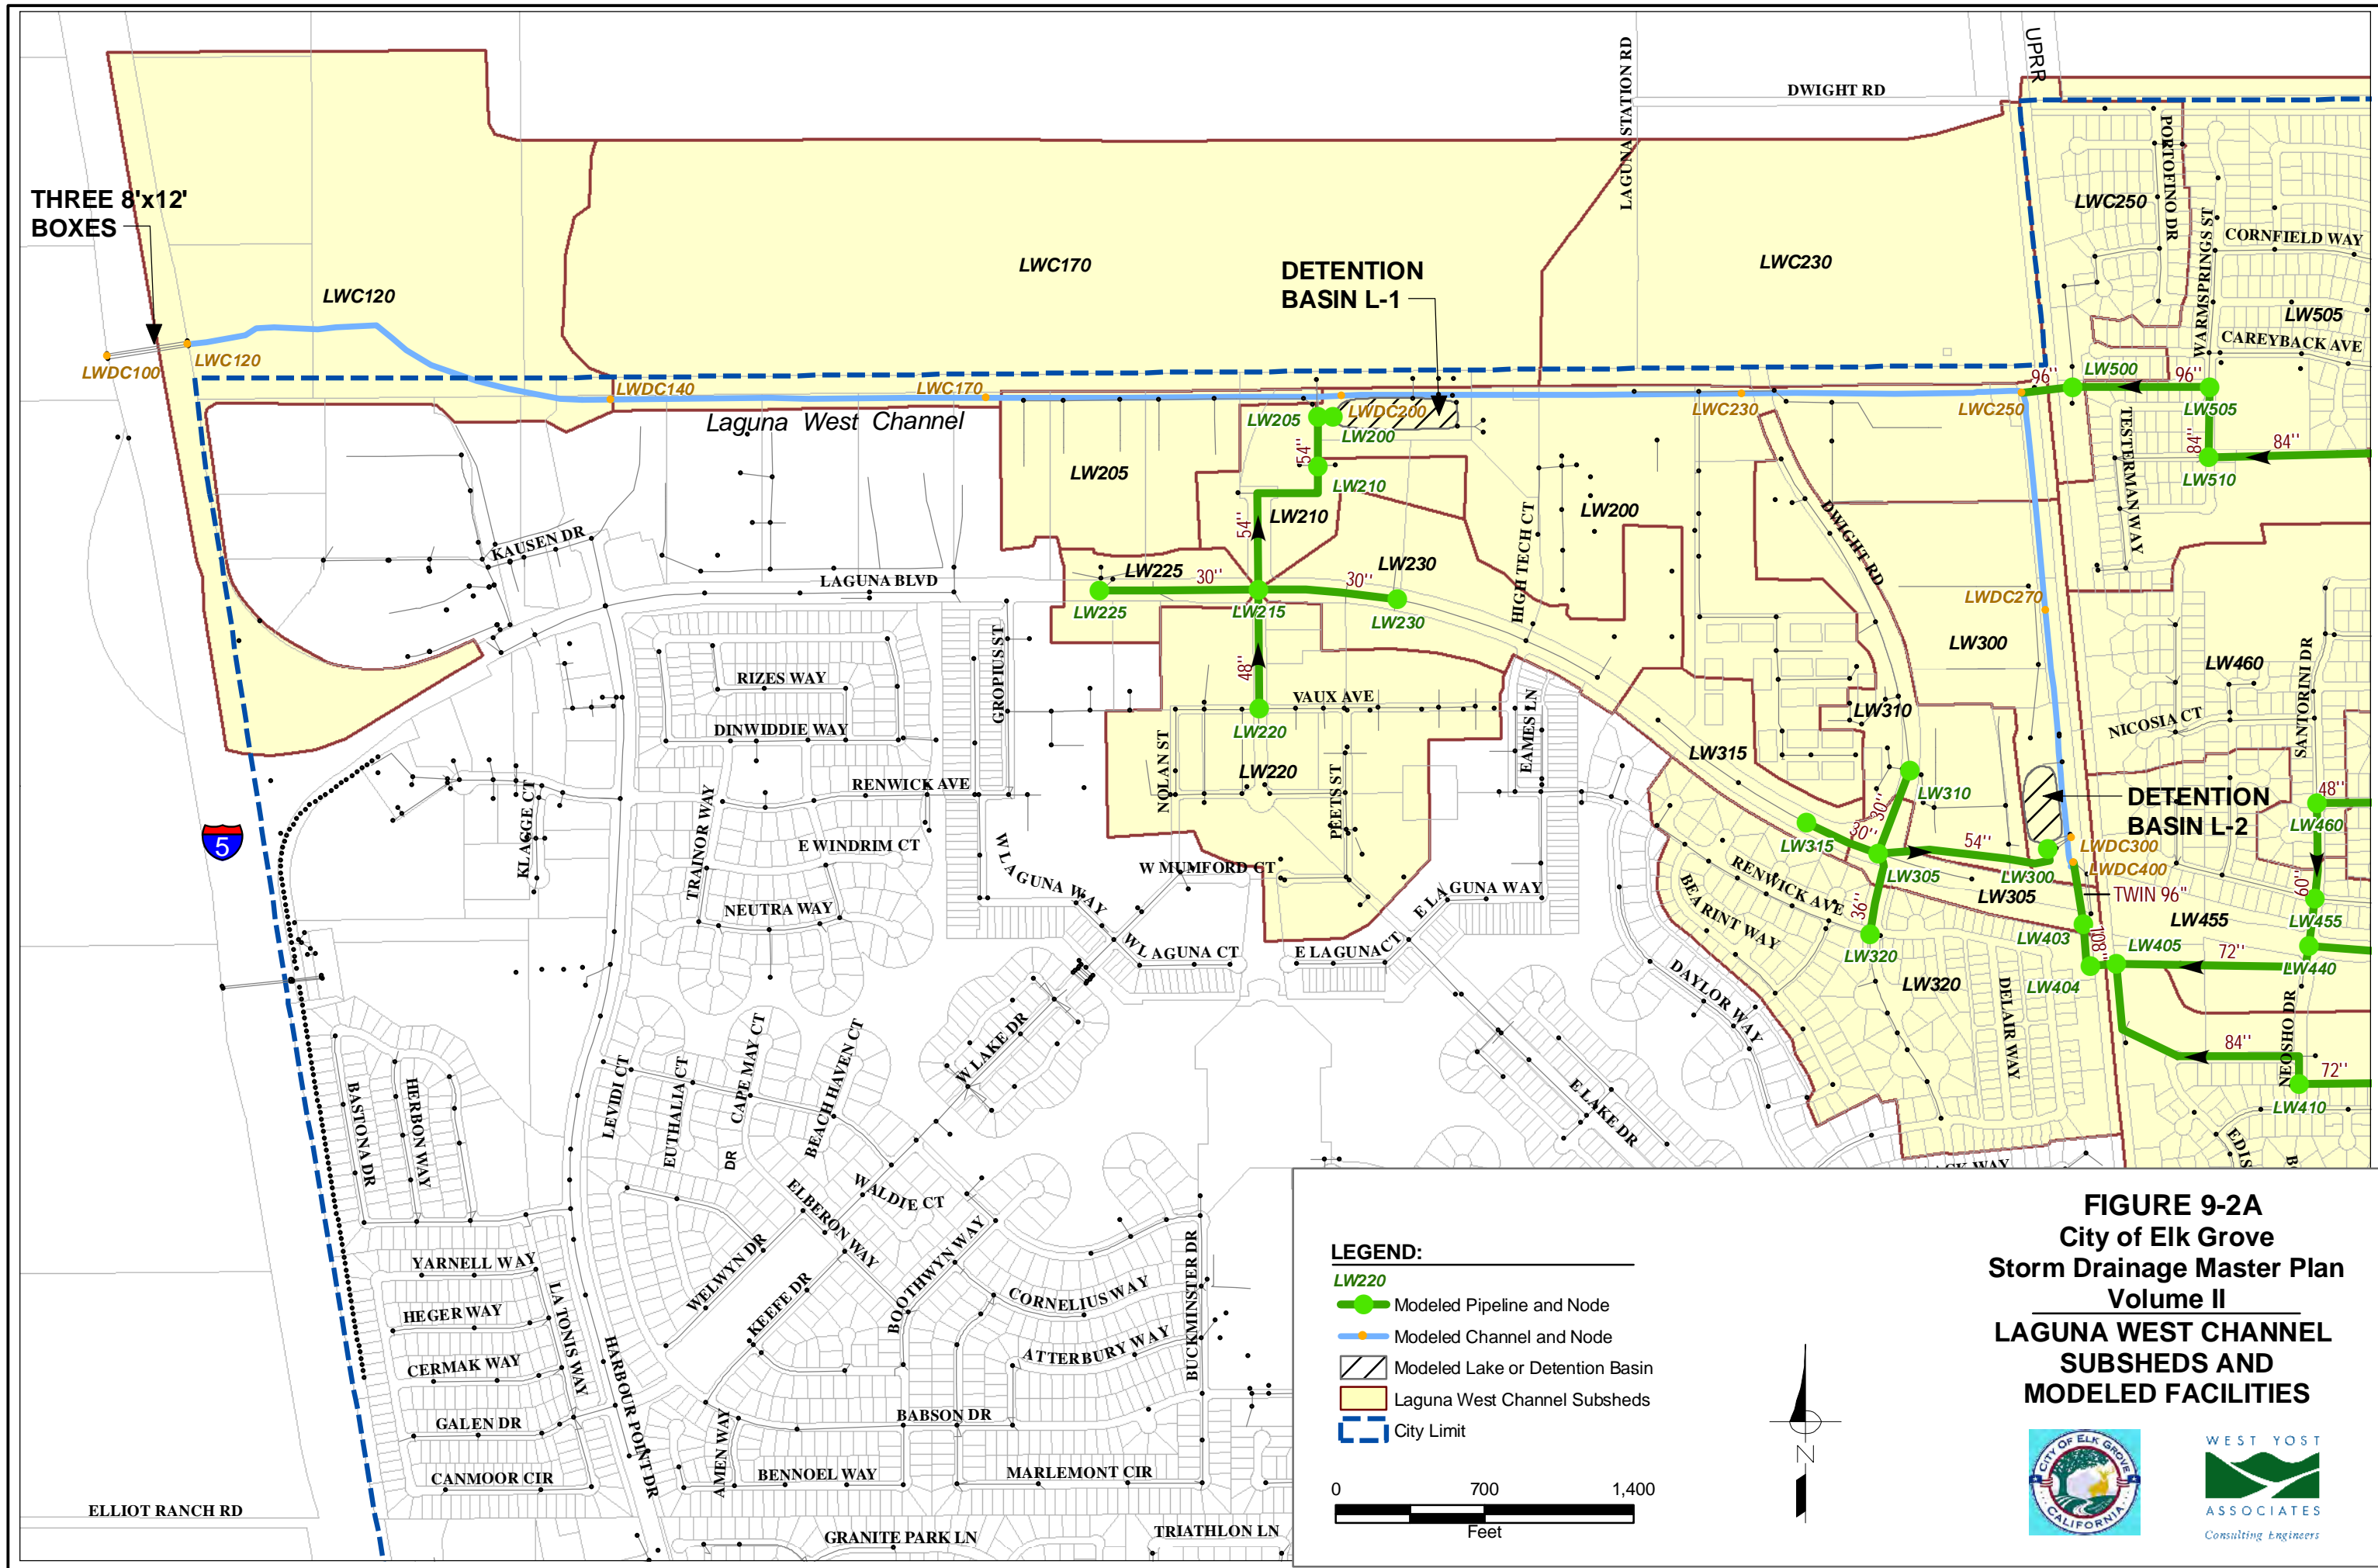 UPRR
DWIGHT RD
LAGUNA STATION RD
PORTOFINO DR
THREE 8'x12'
BOXES
LWC250
WARMSPRINGS ST
CORNFIELD WAY
LWC170
LWC230
DETENTION
BASIN L-1
LWC120
LW505
CAREYBACK AVE
LWC120
LWDC100
LWDC140
LWC170
LWDC200
LWC230
LWC250
96''
LW500
96''
LW505
Laguna West Channel
LW205
LW200
TESTERMAN WAY
84''
84''
LW510
54''
LW205
LW210
LW210
54''
HIGH TECH CT
LW200
DWIGHT RD
KAUSEN DR
LAGUNA BLVD
LW225
30''
30''
LW230
LW225
LW215
LW230
LWDC270
LW300
GROPIUS ST
RIZES WAY
48''
LW460
SANTORINI DR
VAUX AVE
EAMES LN
LW310
NICOSIA CT
DINWIDDIE WAY
LW220
NOLAN ST
LW220
PEETS ST
LW315
RENWICK AVE
KLAGGE CT
TRAINOR WAY
LW310
DETENTION
BASIN L-2
48''
LW460
5
30''
30''
LW315
54''
E WINDRIM CT
W LAGUNA WAY
W MUMFORD CT
LW305
LW300
LWDC300
LWDC400
RENWICK AVE
BEARINT WAY
E LAGUNA WAY
LW305
TWIN 96"
60''
LW455
LW455
NEUTRA WAY
36''
LW403
108''
LW405
W LAGUNA CT
E LAGUNA CT
LW320
72''
LW440
DAYLOR WAY
LW320
LW404
DELAIR WAY
NEOSHO DR
84''
72''
LW410
W LAKE DR
E LAKE DR
LEVIDI CT
EUTHALIA CT
CAPE MAY CT
BEACH HAVEN CT
BASTONA DR
HERBON WAY
DR
EDIS
B
ACK WAY
WALDIE CT
ELBERON WAY
WELWYN DR
BOOTHWYN WAY
BUCKMINSTER DR
YARNELL WAY
LA TONIS WAY
KEEFE DR
CORNELIUS WAY
HEGER WAY
ATTERBURY WAY
CERMAK WAY
HARBOUR POINT DR
GALEN DR
BABSON DR
AMEN WAY
CANMOOR CIR
BENNOEL WAY
MARLEMONT CIR
ELLIOT RANCH RD
GRANITE PARK LN
TRIATHLON LN
LEGEND:
LW220
Modeled Pipeline and Node
Modeled Channel and Node
Modeled Lake or Detention Basin
Laguna West Channel Subsheds
City Limit
0 700 1,400
Feet
N
FIGURE 9-2A
City of Elk Grove
Storm Drainage Master Plan
Volume II
LAGUNA WEST CHANNEL
SUBSHEDS AND
MODELED FACILITIES
CITY OF ELK GROVE
CALIFORNIA
WEST YOST
ASSOCIATES
Consulting Engineers